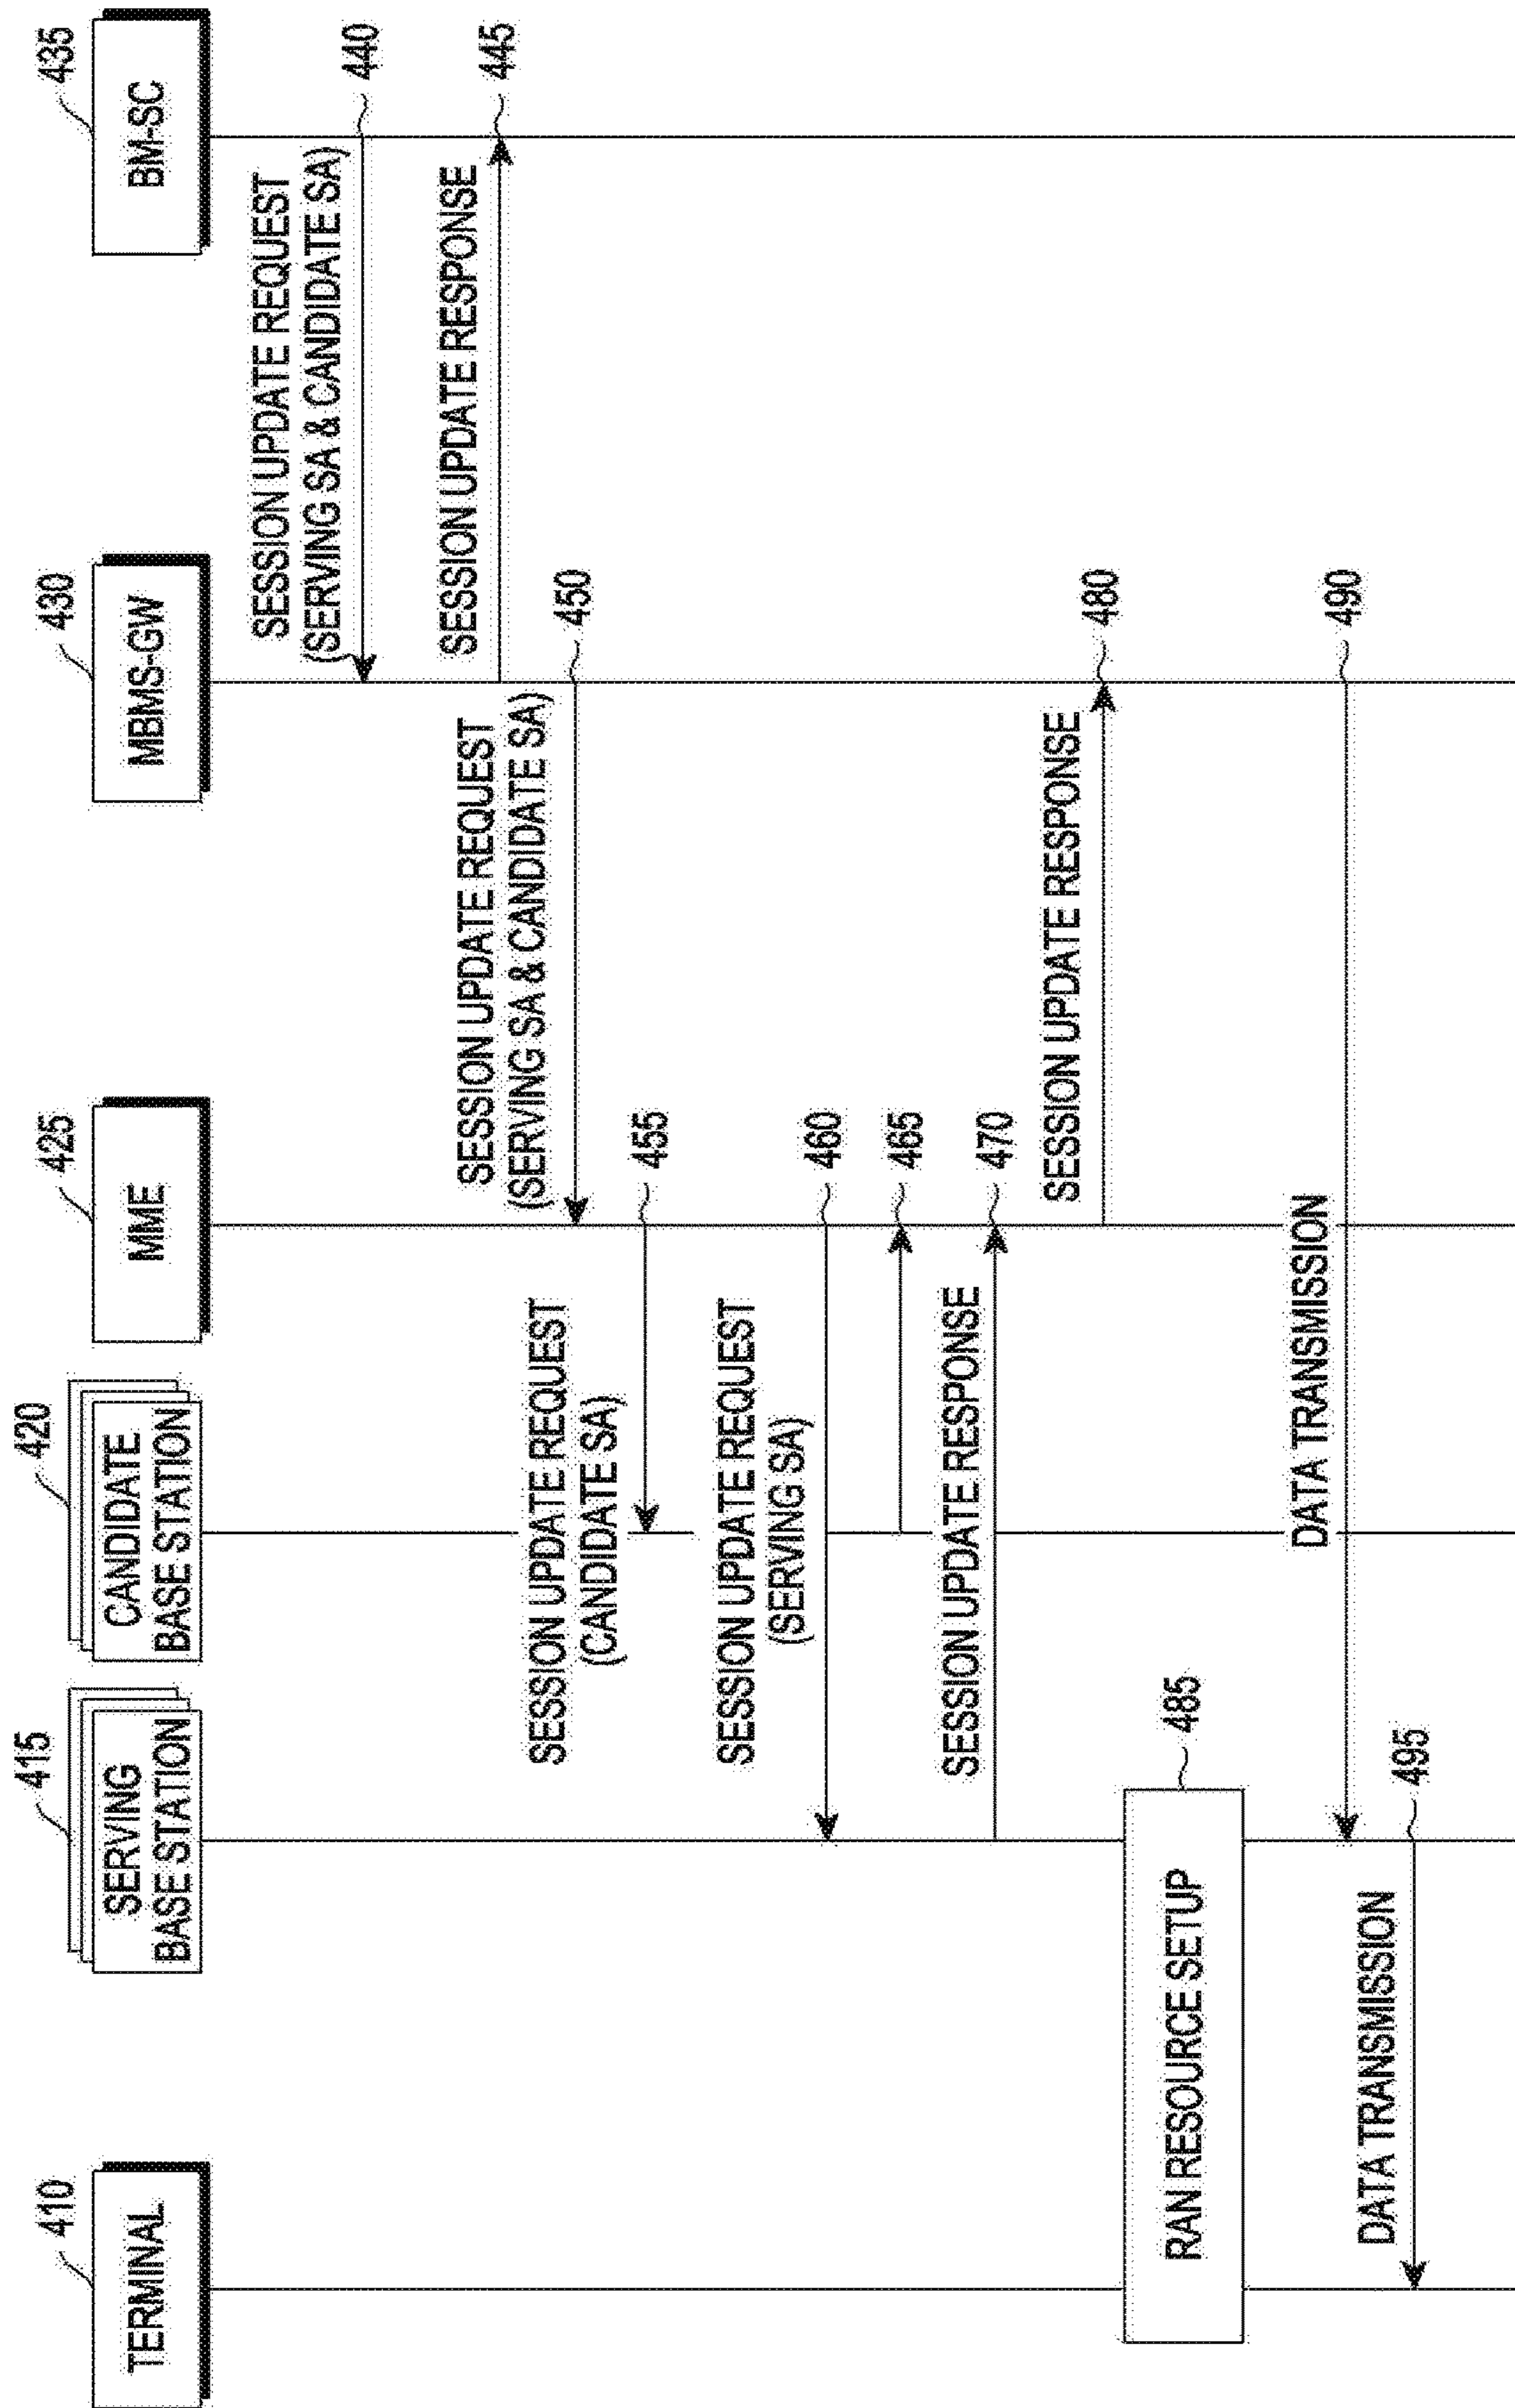 410
TERMINAL
415
SERVING
BASE STATION
420
CANDIDATE
BASE STATION
425
MME
430
MBMS-GW
435
BM-SC
SESSION UPDATE REQUEST
(SERVING SA & CANDIDATE SA)
440
SESSION UPDATE RESPONSE
445
SESSION UPDATE REQUEST
(SERVING SA & CANDIDATE SA)
450
SESSION UPDATE REQUEST
(CANDIDATE SA)
455
SESSION UPDATE REQUEST
(SERVING SA)
460
465
SESSION UPDATE RESPONSE
470
SESSION UPDATE RESPONSE
480
RAN RESOURCE SETUP
485
DATA TRANSMISSION
490
DATA TRANSMISSION
495